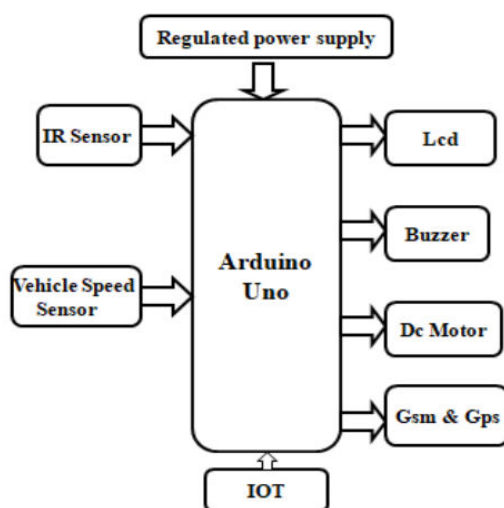 Regulated power supply
IR Sensor
Lcd
Buzzer
Arduino
Uno
Vehicle Speed
Sensor
Dc Motor
Gsm & Gps
IOT